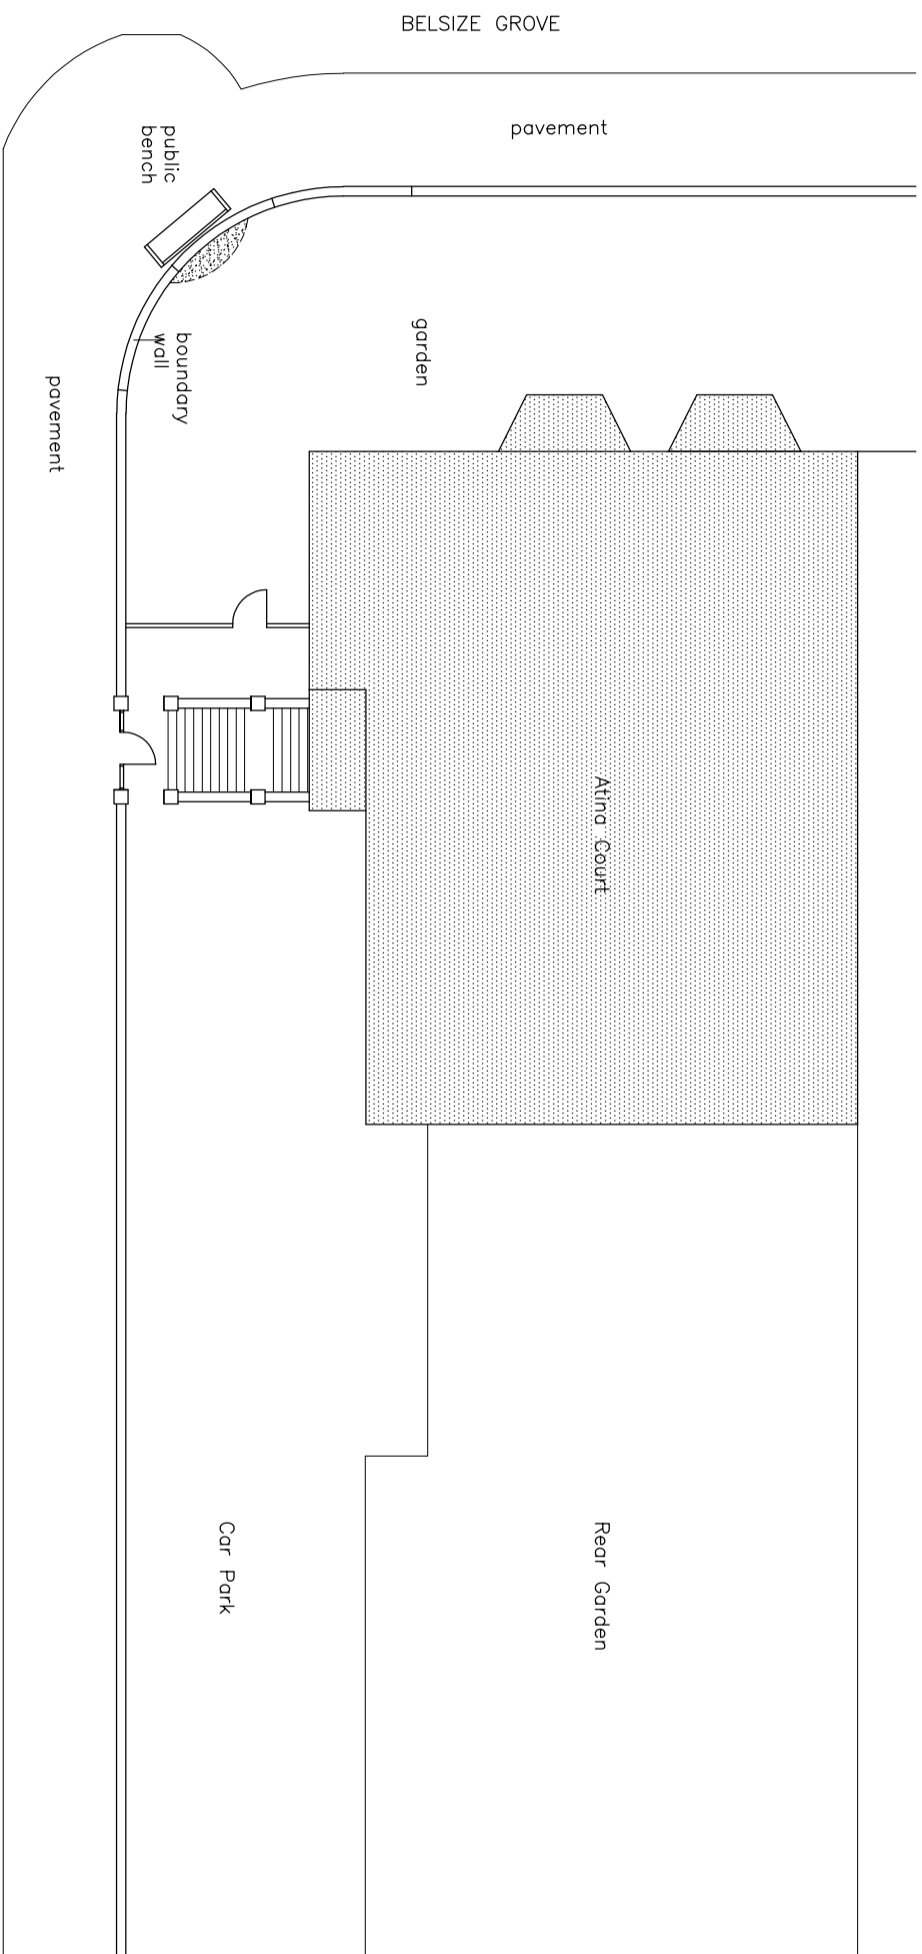 BELSIZE GROVE
pavement
public
bench
garden
boundary
wall
pavement
Atina Court
Car Park
Rear Garden